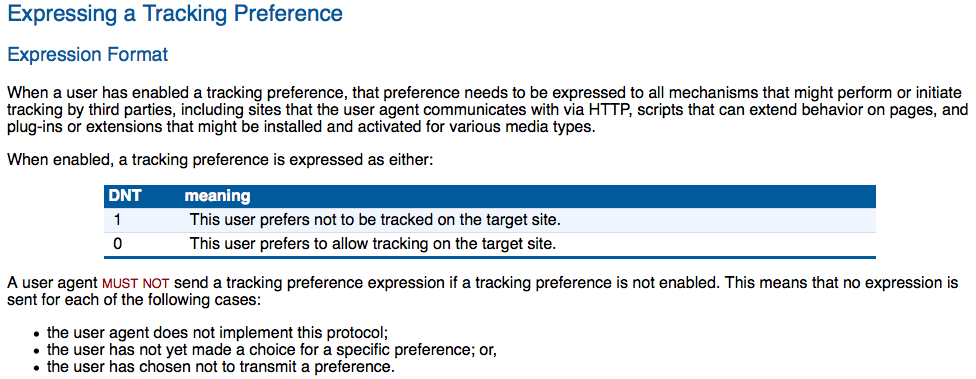 Expressing a Tracking Preference
Expression Format
When a user has enabled a tracking preference, that preference needs to be expressed to all mechanisms that might perform or initiate
tracking by third parties, including sites that the user agent communicates with via HTTP, scripts that can extend behavior on pages, and
plug-ins or extensions that might be installed and activated for various media types.
When enabled, a tracking preference is expressed as either:
DNT meaning
1 This user prefers not to be tracked on the target site.
0 This user prefers to allow tracking on the target site.
A user agent MUST NOT send a tracking preference expression if a tracking preference is not enabled. This means that no expression is
sent for each of the following cases:
• the user agent does not implement this protocol;
• the user has not yet made a choice for a specific preference; or,
• the user has chosen not to transmit a preference.